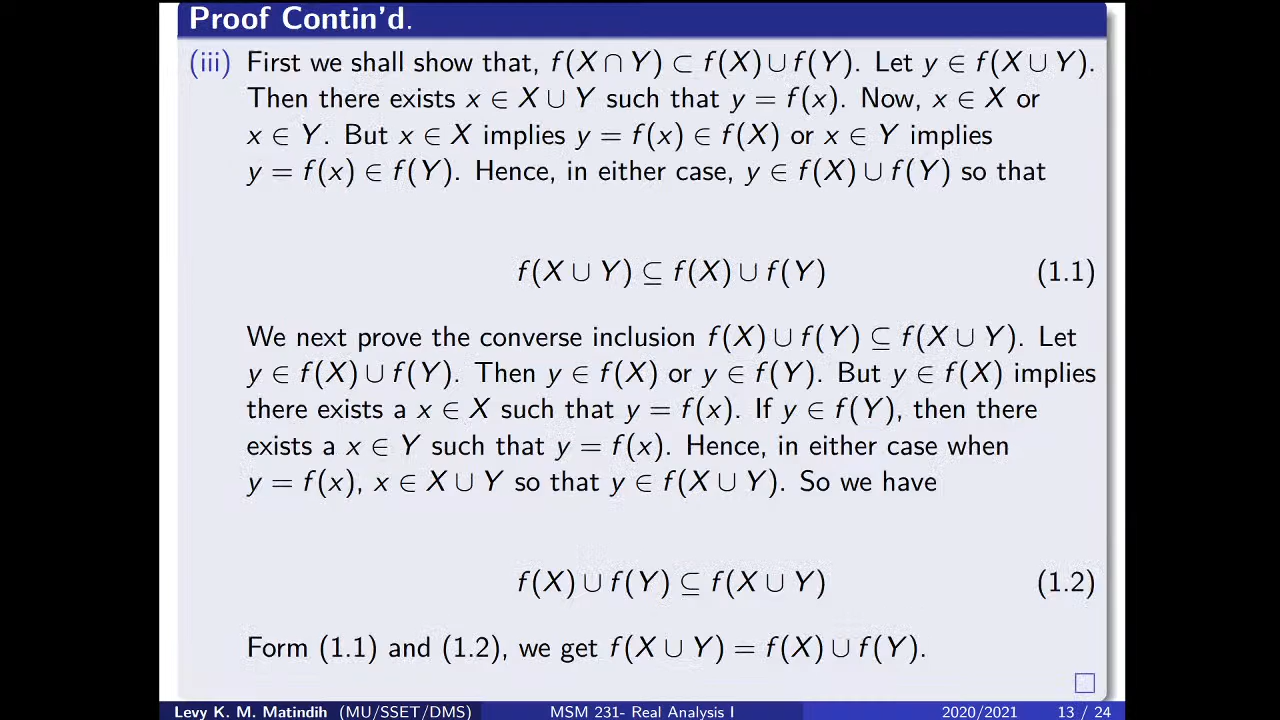 Proof Contin'd.
(iii) First we shall show that, f(X ∩ Y) ⊂ f(X) ∪ f(Y). Let y ∈ f(X ∪ Y).
Then there exists x ∈ X ∪ Y such that y = f(x). Now, x ∈ X or
x ∈ Y. But x ∈ X implies y = f(x) ∈ f(X) or x ∈ Y implies
y = f(x) ∈ f(Y). Hence, in either case, y ∈ f(X) ∪ f(Y) so that
f(X ∪ Y) ⊆ f(X) ∪ f(Y) (1.1)
We next prove the converse inclusion f(X) ∪ f(Y) ⊆ f(X ∪ Y). Let
y ∈ f(X) ∪ f(Y). Then y ∈ f(X) or y ∈ f(Y). But y ∈ f(X) implies
there exists a x ∈ X such that y = f(x). If y ∈ f(Y), then there
exists a x ∈ Y such that y = f(x). Hence, in either case when
y = f(x), x ∈ X ∪ Y so that y ∈ f(X ∪ Y). So we have
f(X) ∪ f(Y) ⊆ f(X ∪ Y) (1.2)
Form (1.1) and (1.2), we get f(X ∪ Y) = f(X) ∪ f(Y).
□
Levy K. M. Matindih (MU/SSET/DMS) MSM 231- Real Analysis I 2020/2021 13 / 24